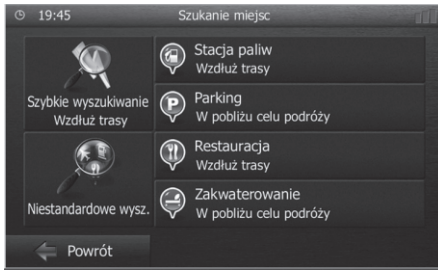 19:45 Szukanie miejsc
Szybkie wyszukiwanie
Wzdłuż trasy
Stacja paliw
Wzdłuż trasy
P Parking
W pobliżu celu podróży
Niestandardowe wysz.
Restauracja
Wzdłuż trasy
Zakwaterowanie
W pobliżu celu podróży
Powrót